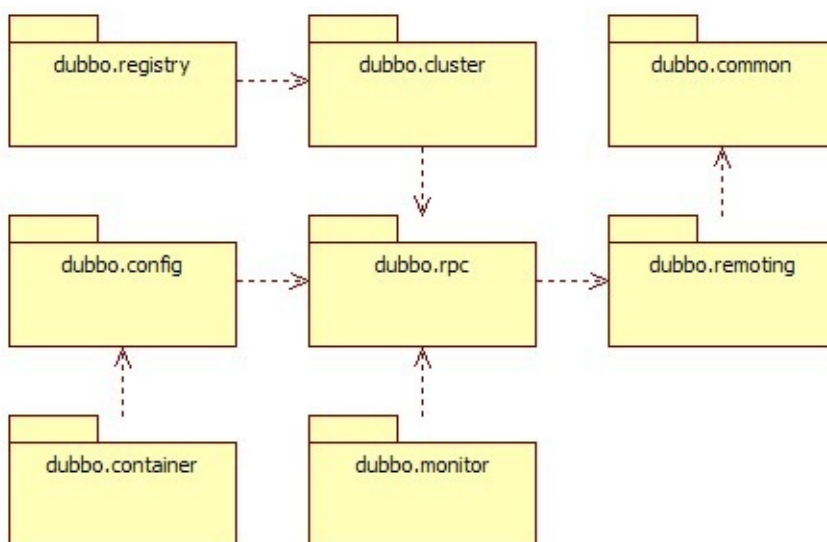 dubbo.registry
dubbo.cluster
dubbo.common
dubbo.config
dubbo.rpc
dubbo.remoting
dubbo.container
dubbo.monitor